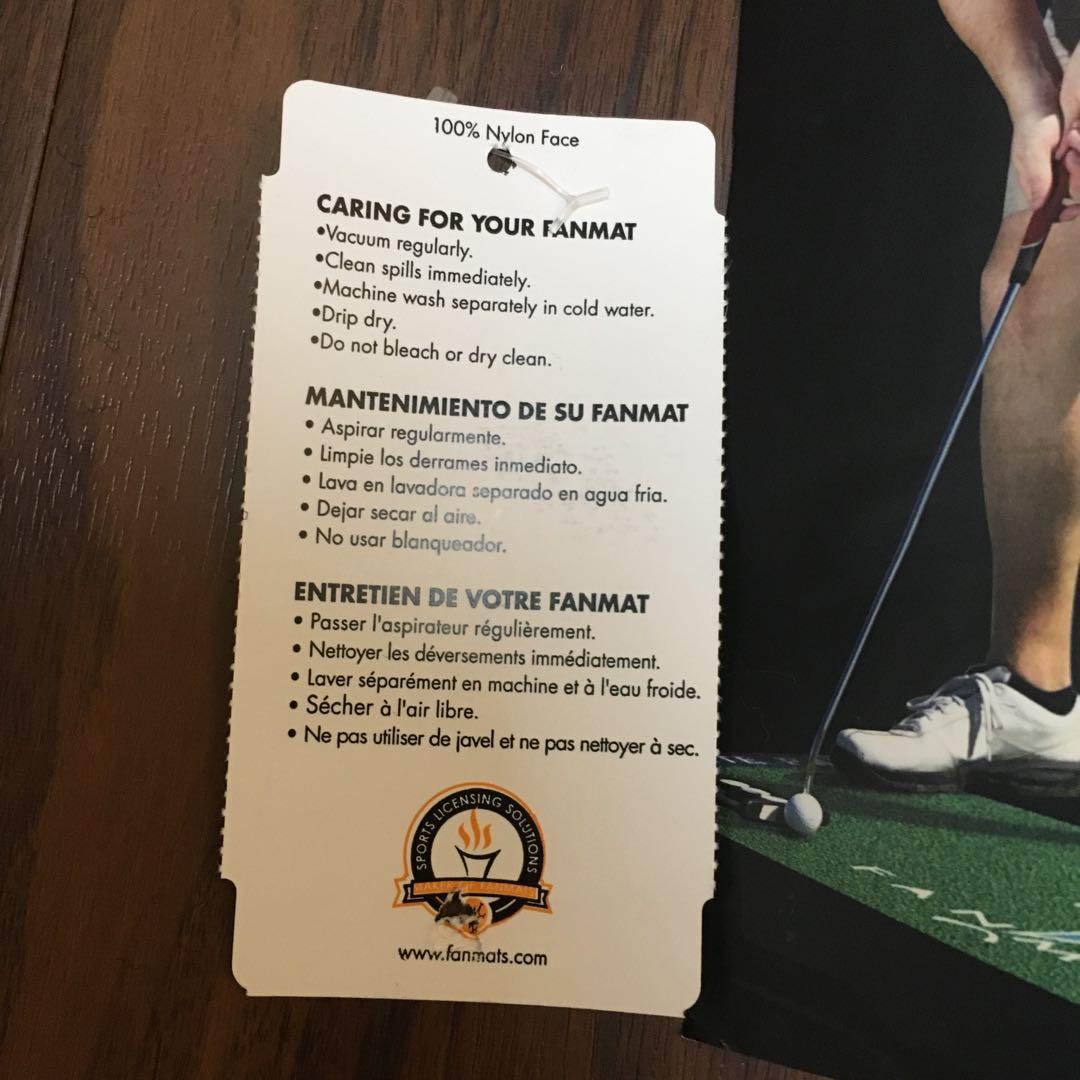 100% Nylon Face
CARING FOR YOUR FANMAT
•Vacuum regularly.
•Clean spills immediately.
•Machine wash separately in cold water.
•Drip dry.
•Do not bleach or dry clean.
MANTENIMIENTO DE SU FANMAT
• Aspirar regularmente.
• Limpie los derrames inmediato.
• Lava en lavadora separado en agua fria.
• Dejar secar al aire.
• No usar blanqueador.
ENTRETIEN DE VOTRE FANMAT
• Passer l'aspirateur régulièrement.
• Nettoyer les déversements immédiatement.
• Laver séparément en machine et à l'eau froide.
• Sécher à l'air libre.
• Ne pas utiliser de javel et ne pas nettoyer à sec.
SPORTS LICENSING SOLUTIONS
MAKER OF FANMATS
www.fanmats.com